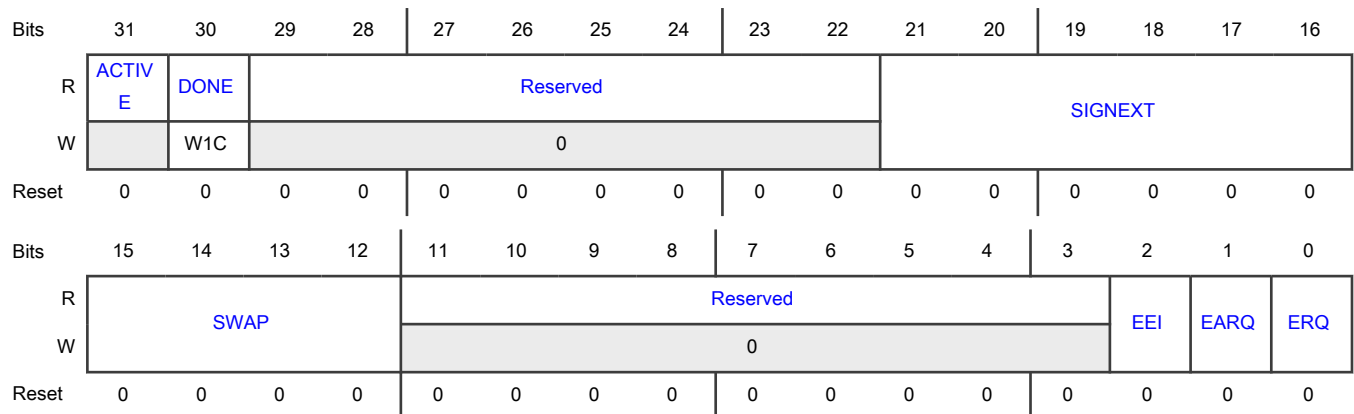 Bits 31 30 29 28 27 26 25 24 23 22 21 20 19 18 17 16
R ACTIV
E DONE Reserved SIGNEXT
W W1C 0
Reset 0 0 0 0 0 0 0 0 0 0 0 0 0 0 0 0
Bits 15 14 13 12 11 10 9 8 7 6 5 4 3 2 1 0
R Reserved
SWAP EEI EARQ ERQ
W 0
Reset 0 0 0 0 0 0 0 0 0 0 0 0 0 0 0 0